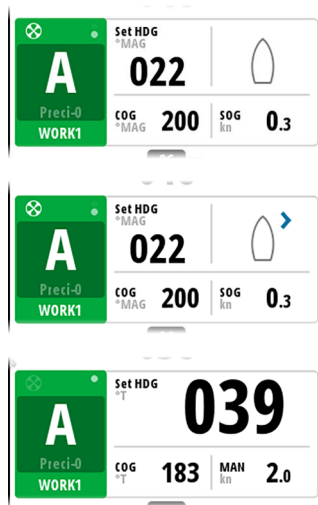 Set HDG
°MAG
A
022
Preci-0
WORK1
COG
°MAG
200
SOG
kn
0.3
Set HDG
°MAG
A
022
Preci-0
WORK1
COG
°MAG
200
SOG
kn
0.3
Set HDG
°T
A
039
Preci-0
WORK1
COG
°T
183
MAN
kn
2.0